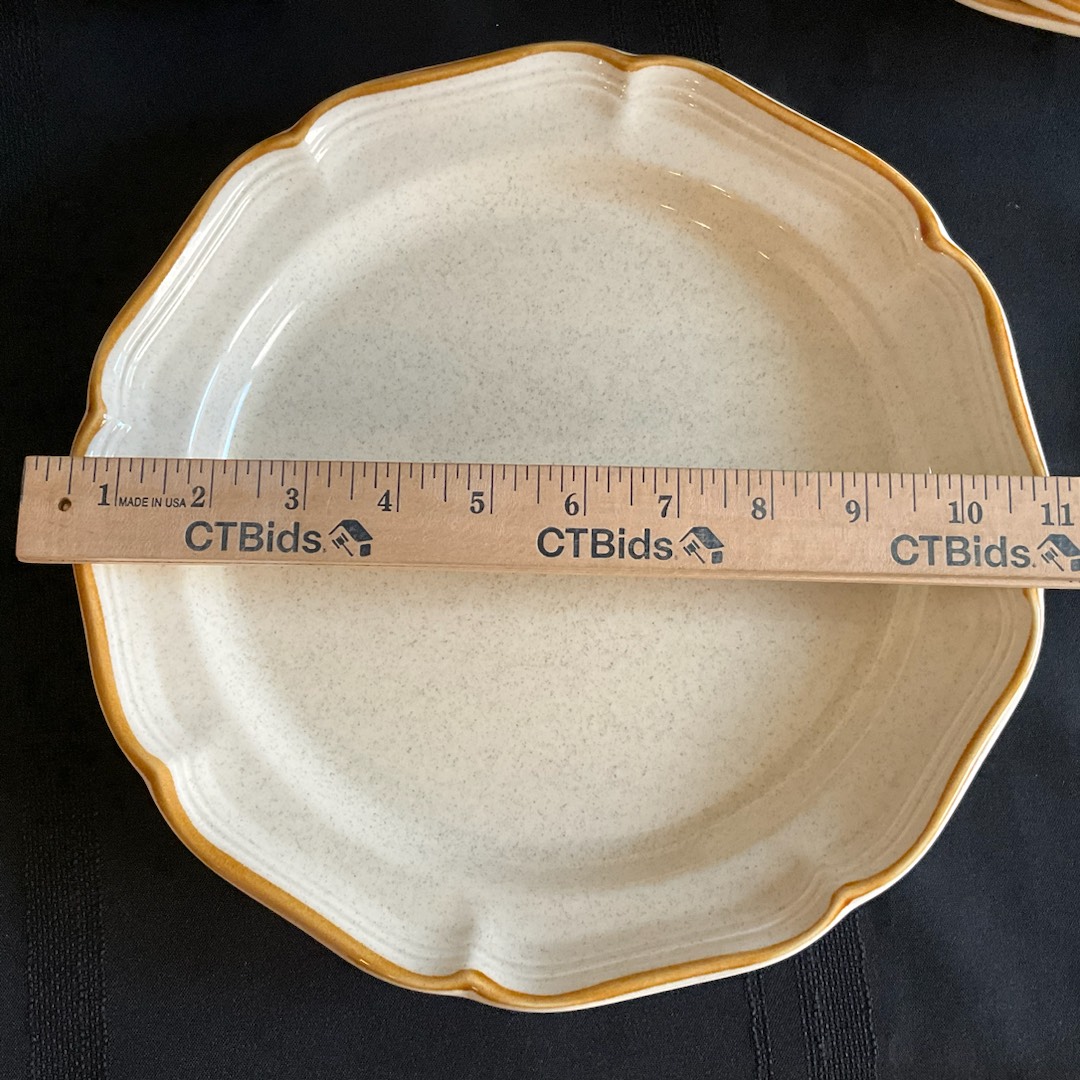 1 MADE IN USA 2 3 4 5 6 7 8 9 10 11
CTBids. CTBids. CTBids.